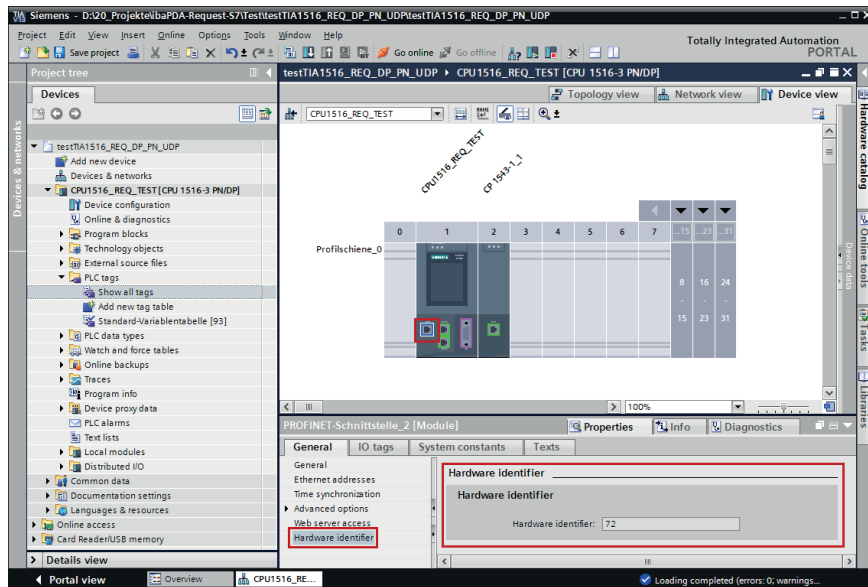 Siemens - D:\20_Projekte\ibaPDA-Request-S7\Test\testTIA1516_REQ_DP_PN_UDP\testTIA1516_REQ_DP_PN_UDP
Project Edit View Insert Online Options Tools Window Help
Save project
Go online
Go offline
Totally Integrated Automation
PORTAL
Project tree
Devices
Devices & networks
testTIA1516_REQ_DP_PN_UDP
Add new device
Devices & networks
CPU1516_REQ_TEST [CPU 1516-3 PN/DP]
Device configuration
Online & diagnostics
Program blocks
Technology objects
External source files
PLC tags
Show all tags
Add new tag table
Standard-Variablentabelle [93]
PLC data types
Watch and force tables
Online backups
Traces
Program info
Device proxy data
PLC alarms
Text lists
Local modules
Distributed I/O
Common data
Documentation settings
Languages & resources
Online access
Card Reader/USB memory
Details view
testTIA1516_REQ_DP_PN_UDP CPU1516_REQ_TEST [CPU 1516-3 PN/DP]
Topology view Network view Device view
CPU1516_REQ_TEST
CPU1516_REQ_TEST
CP 1543-1_1
0 1 2 3 4 5 6 7 ...15 ...23 ...31
Profilschiene_0
SIEMENS
8 16 24
- - -
15 23 31
Device data
100%
PROFINET-Schnittstelle_2 [Module]
Properties Info Diagnostics
General IO tags System constants Texts
General
Ethernet addresses
Time synchronization
Advanced options
Web server access
Hardware identifier
Hardware identifier
Hardware identifier
Hardware identifier: 72
Hardware catalog
Online tools
Tasks
Libraries
Portal view
Overview
CPU1516_RE...
Loading completed (errors: 0; warnings...